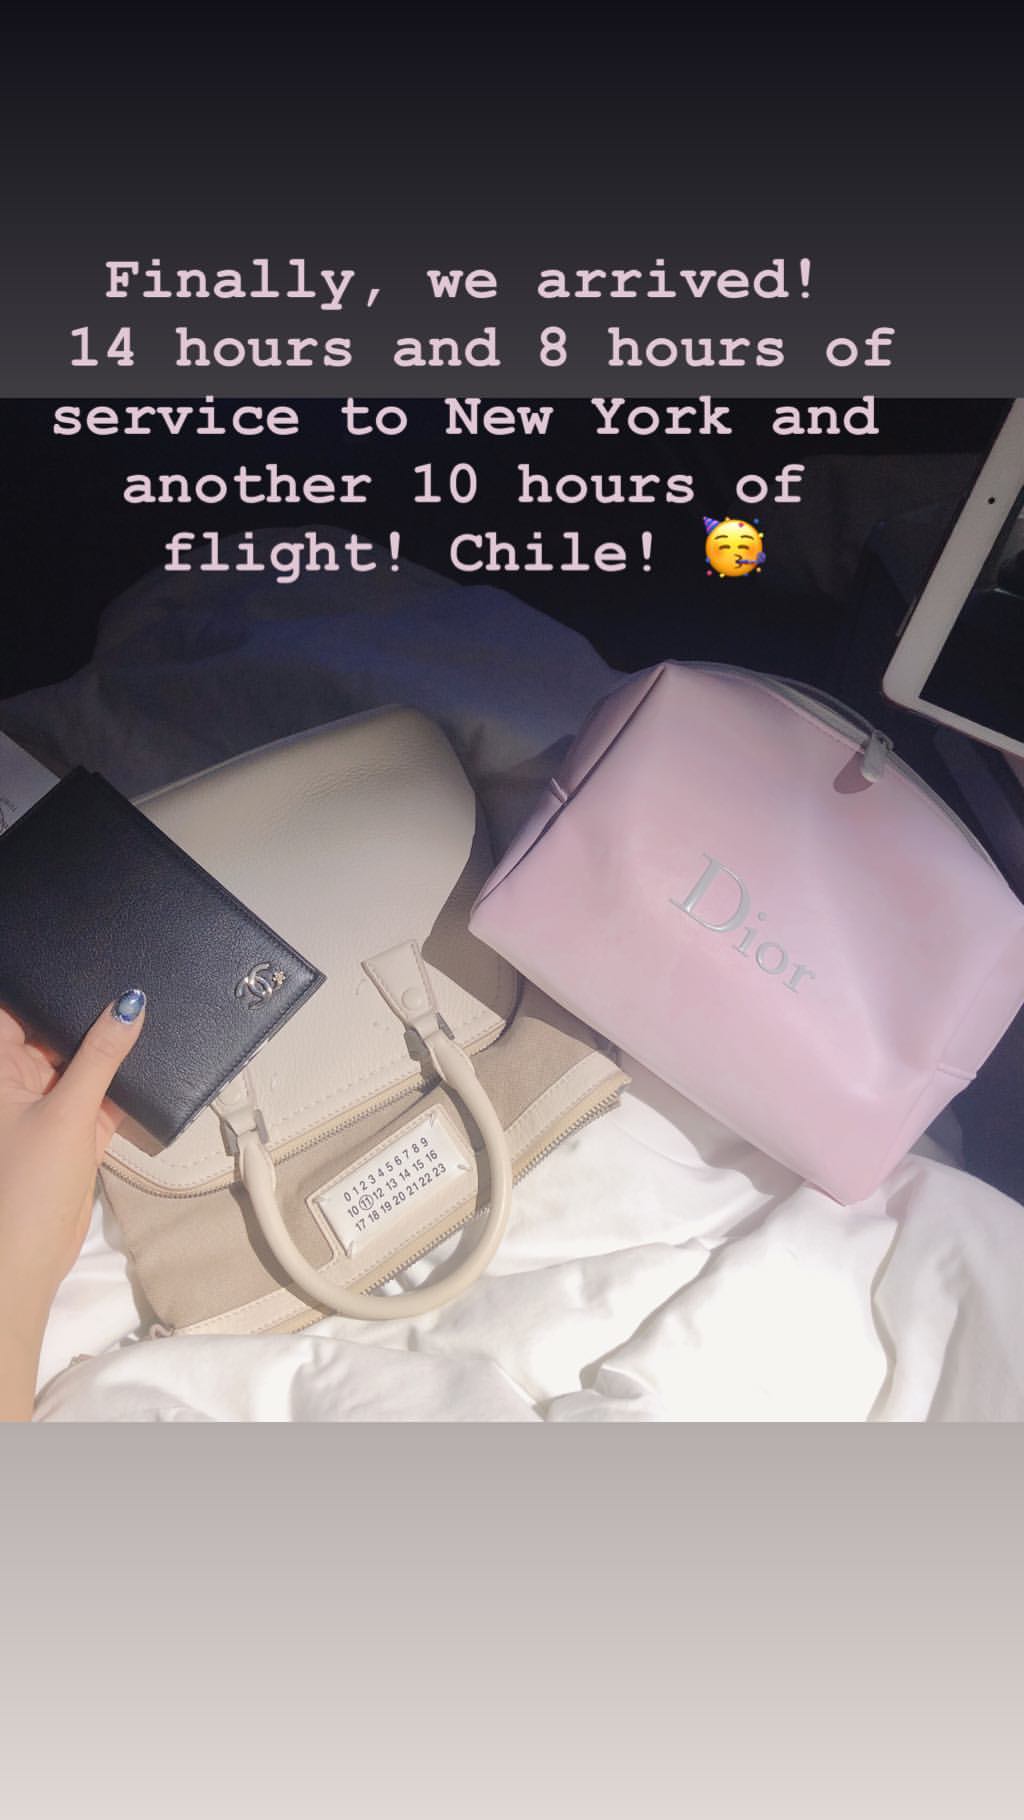 Finally, we arrived!
14 hours and 8 hours of
service to New York and
another 10 hours of
flight! Chile! 🥳
Dior
0 1 2 3 4 5 6 7 8 9
10 11 12 13 14 15 16
17 18 19 20 21 22 23